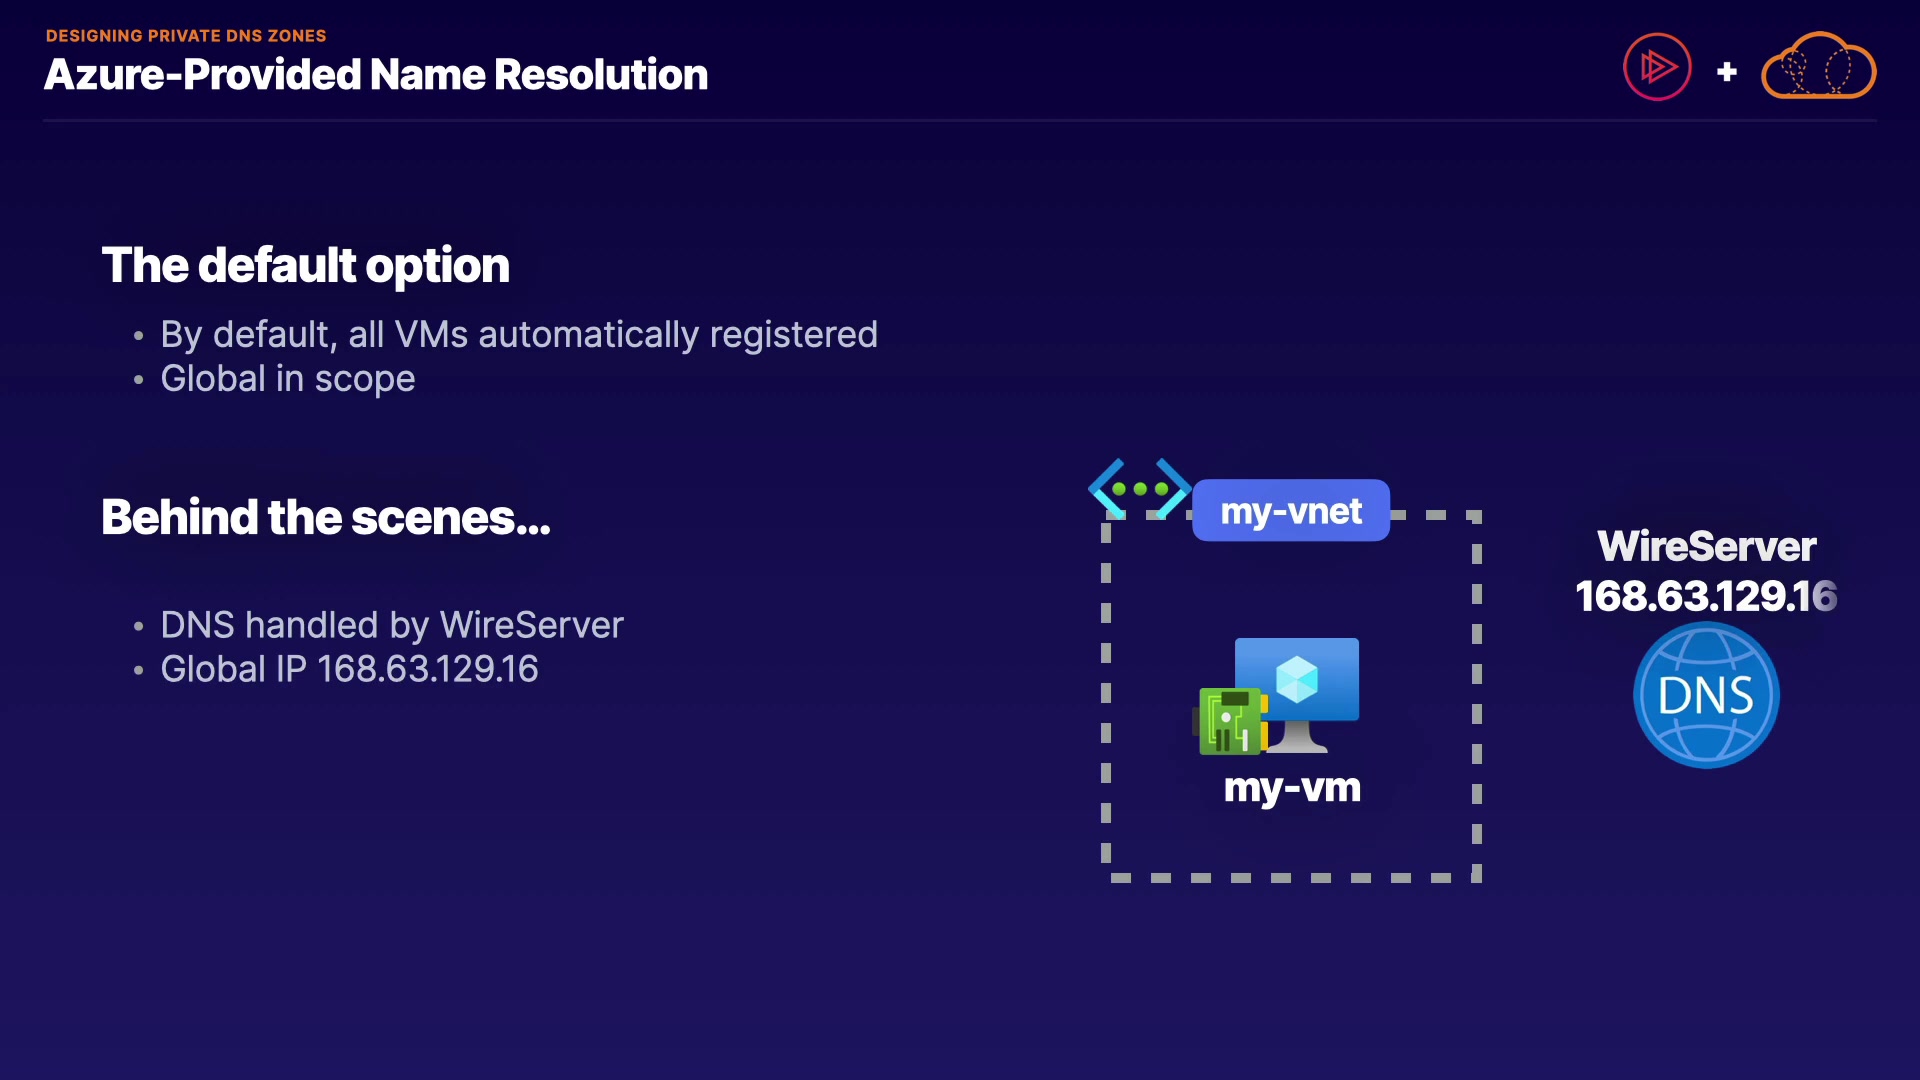 DESIGNING PRIVATE DNS ZONES
Azure-Provided Name Resolution
The default option
• By default, all VMs automatically registered
• Global in scope
Behind the scenes...
• DNS handled by WireServer
• Global IP 168.63.129.16
my-vnet
my-vm
WireServer
168.63.129.16
DNS